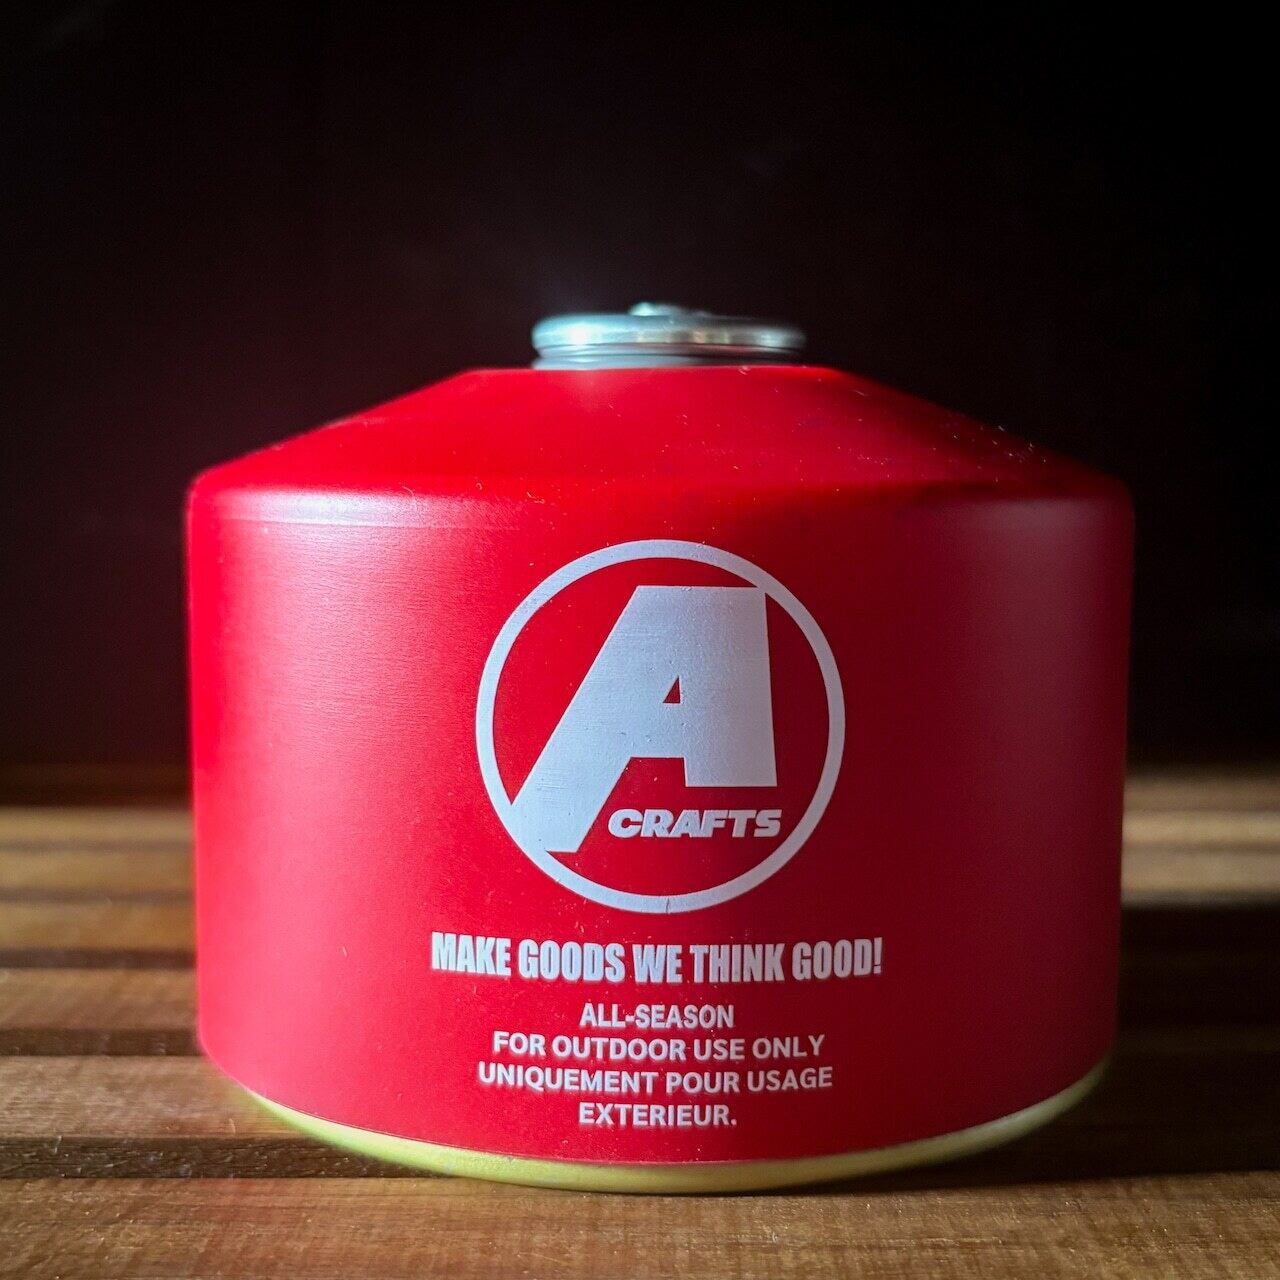 A
CRAFTS
MAKE GOODS WE THINK GOOD!
ALL-SEASON
FOR OUTDOOR USE ONLY
UNIQUEMENT POUR USAGE
EXTERIEUR.